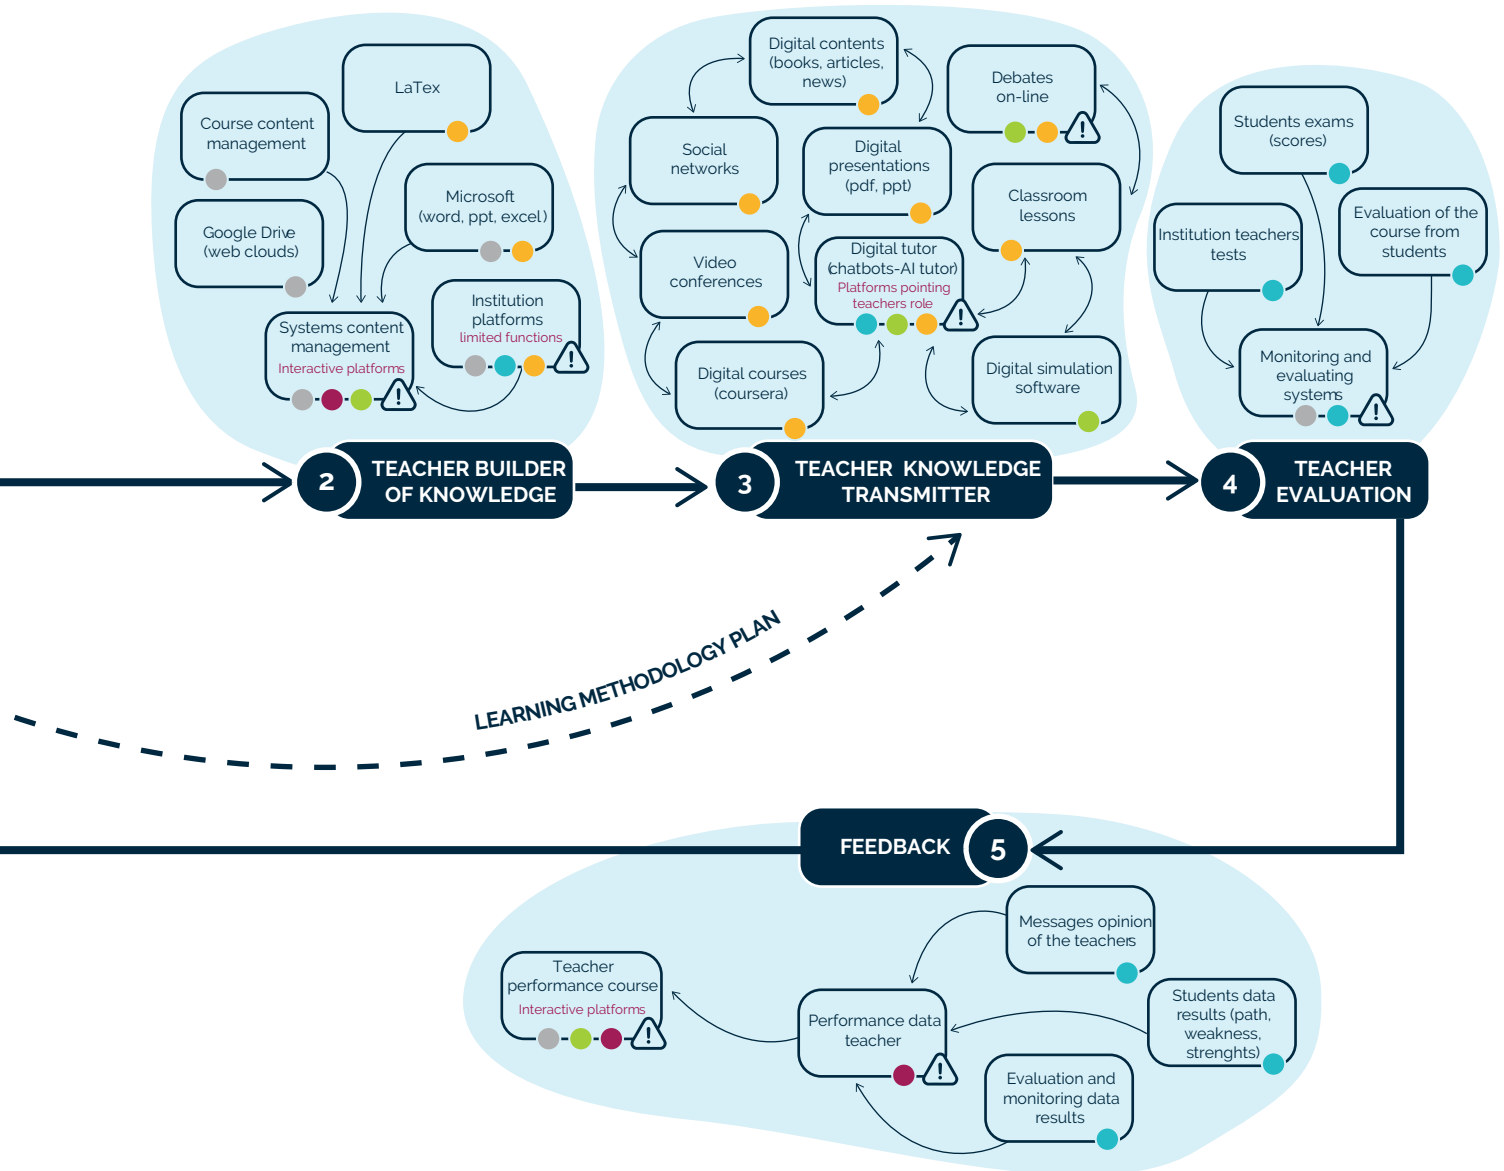 LaTex
Course content
management
Microsoft
(word, ppt, excel)
Google Drive
(web clouds)
Institution
platforms
limited functions
Systems content
management
Interactive platforms
2
TEACHER BUILDER
OF KNOWLEDGE
Digital contents
(books, articles,
news)
Debates
on-line
Social
networks
Digital
presentations
(pdf, ppt)
Classroom
lessons
Video
conferences
Digital tutor
(chatbots-AI tutor)
Platforms pointing
teachers role
Digital courses
(coursera)
Digital simulation
software
3
TEACHER KNOWLEDGE
TRANSMITTER
Students exams
(scores)
Institution teachers
tests
Evaluation of the
course from
students
Monitoring and
evaluating
systems
4
TEACHER
EVALUATION
LEARNING METHODOLOGY PLAN
FEEDBACK
5
Messages opinion
of the teachers
Teacher
performance course
Interactive platforms
Performance data
teacher
Students data
results (path,
weakness,
strenghts)
Evaluation and
monitoring data
results